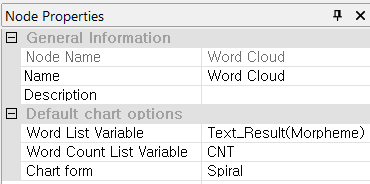 Node Properties
General Information
Node Name Word Cloud
Name Word Cloud
Description
Default chart options
Word List Variable Text_Result(Morpheme)
Word Count List Variable CNT
Chart form Spiral